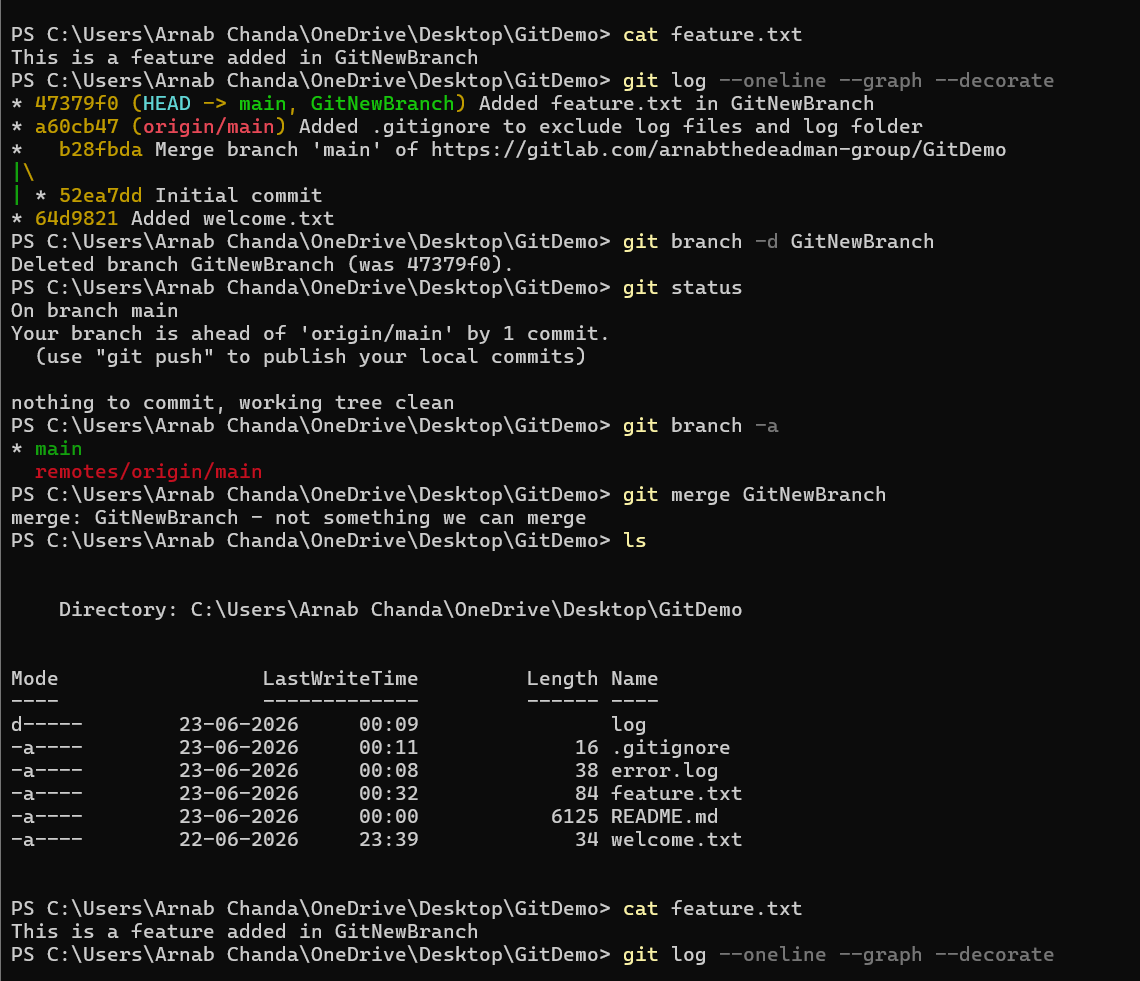 PS C:\Users\Arnab Chanda\OneDrive\Desktop\GitDemo> cat feature.txt
This is a feature added in GitNewBranch
PS C:\Users\Arnab Chanda\OneDrive\Desktop\GitDemo> git log --oneline --graph --decorate
* 47379f0 (HEAD -> main, GitNewBranch) Added feature.txt in GitNewBranch
* a60cb47 (origin/main) Added .gitignore to exclude log files and log folder
*   b28fbda Merge branch 'main' of https://gitlab.com/arnabthedeadman-group/GitDemo
|\
| * 52ea7dd Initial commit
* 64d9821 Added welcome.txt
PS C:\Users\Arnab Chanda\OneDrive\Desktop\GitDemo> git branch -d GitNewBranch
Deleted branch GitNewBranch (was 47379f0).
PS C:\Users\Arnab Chanda\OneDrive\Desktop\GitDemo> git status
On branch main
Your branch is ahead of 'origin/main' by 1 commit.
  (use "git push" to publish your local commits)

nothing to commit, working tree clean
PS C:\Users\Arnab Chanda\OneDrive\Desktop\GitDemo> git branch -a
* main
  remotes/origin/main
PS C:\Users\Arnab Chanda\OneDrive\Desktop\GitDemo> git merge GitNewBranch
merge: GitNewBranch - not something we can merge
PS C:\Users\Arnab Chanda\OneDrive\Desktop\GitDemo> ls

    Directory: C:\Users\Arnab Chanda\OneDrive\Desktop\GitDemo

Mode                 LastWriteTime         Length Name
----                 -------------         ------ ----
d-----        23-06-2026     00:09                log
-a----        23-06-2026     00:11             16 .gitignore
-a----        23-06-2026     00:08             38 error.log
-a----        23-06-2026     00:32             84 feature.txt
-a----        23-06-2026     00:00           6125 README.md
-a----        22-06-2026     23:39             34 welcome.txt

PS C:\Users\Arnab Chanda\OneDrive\Desktop\GitDemo> cat feature.txt
This is a feature added in GitNewBranch
PS C:\Users\Arnab Chanda\OneDrive\Desktop\GitDemo> git log --oneline --graph --decorate